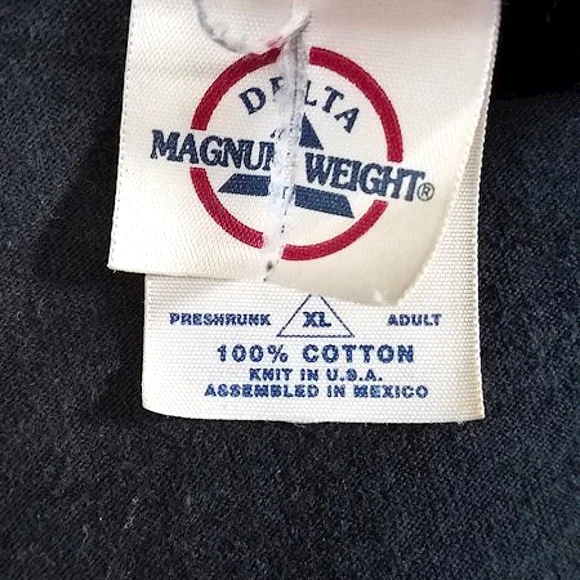 DELTA
MAGNUM WEIGHT®
PRESHRUNK XL ADULT
100% COTTON
KNIT IN U.S.A.
ASSEMBLED IN MEXICO